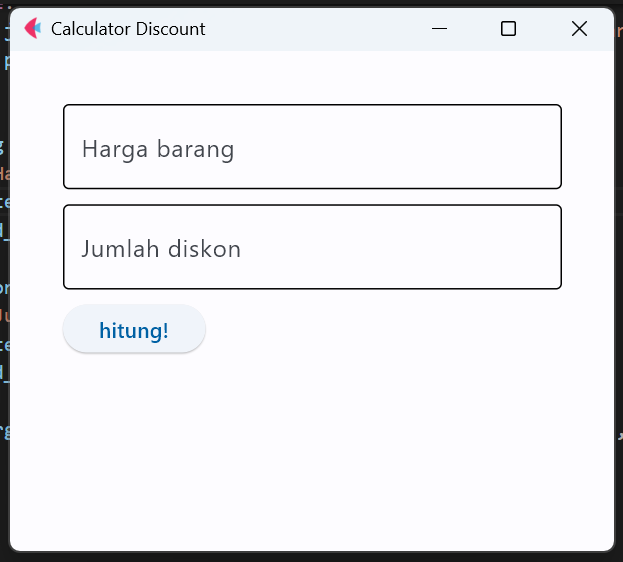 Calculator Discount
Harga barang
Jumlah diskon
hitung!